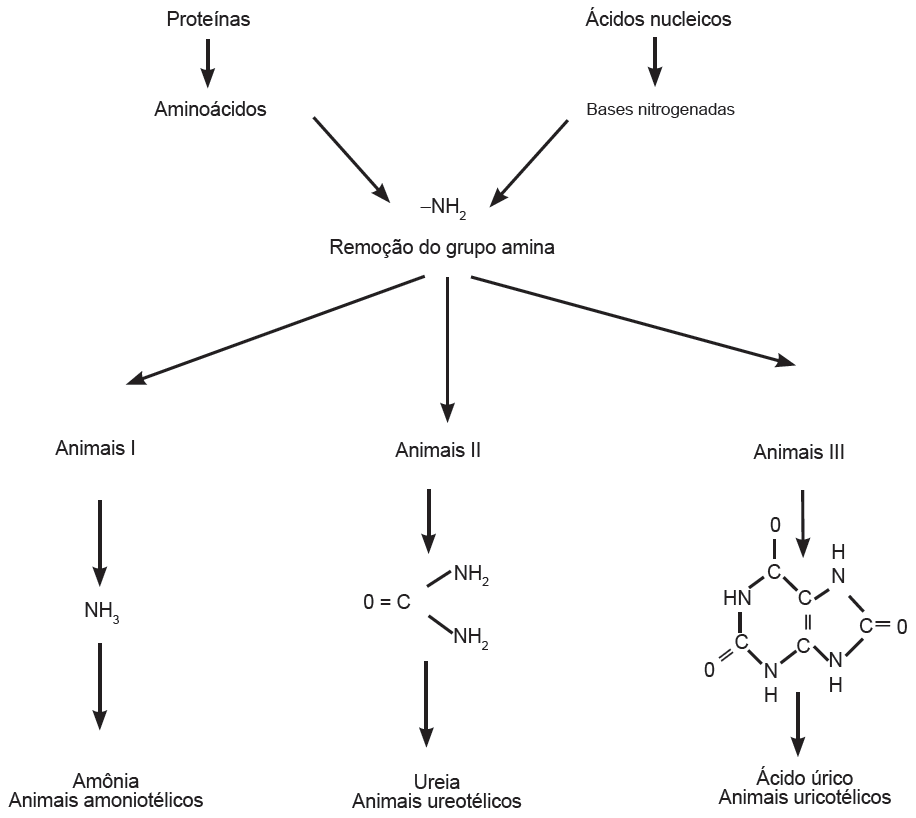 Proteínas
Ácidos nucleicos
Aminoácidos
Bases nitrogenadas
–NH2
Remoção do grupo amina
Animais I
Animais II
Animais III
NH3
0 = C
NH2
NH2
0
C
H
N
HN
C
C
0
C
0
N
H
C
N
H
Amônia
Animais amoniotélicos
Ureia
Animais ureotélicos
Ácido úrico
Animais uricotélicos